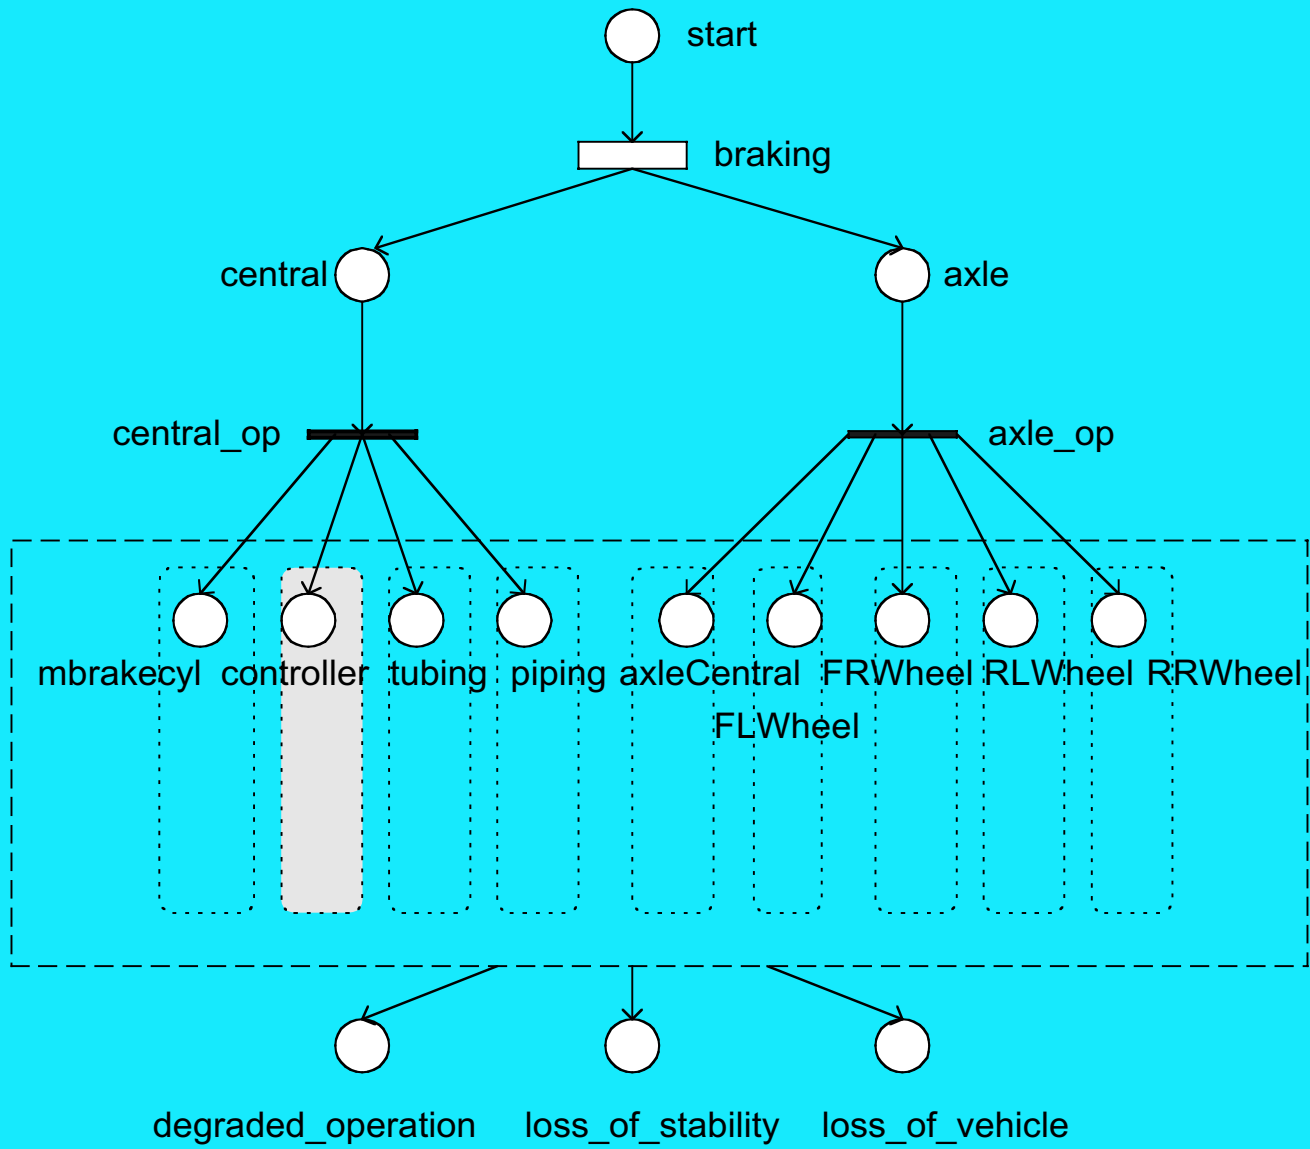 start
braking
central
axle
central_op
axle_op
mbrakecyl controller tubing piping axleCentral FRWheel RLWheel RRWheel
FLWheel
degraded_operation loss_of_stability loss_of_vehicle